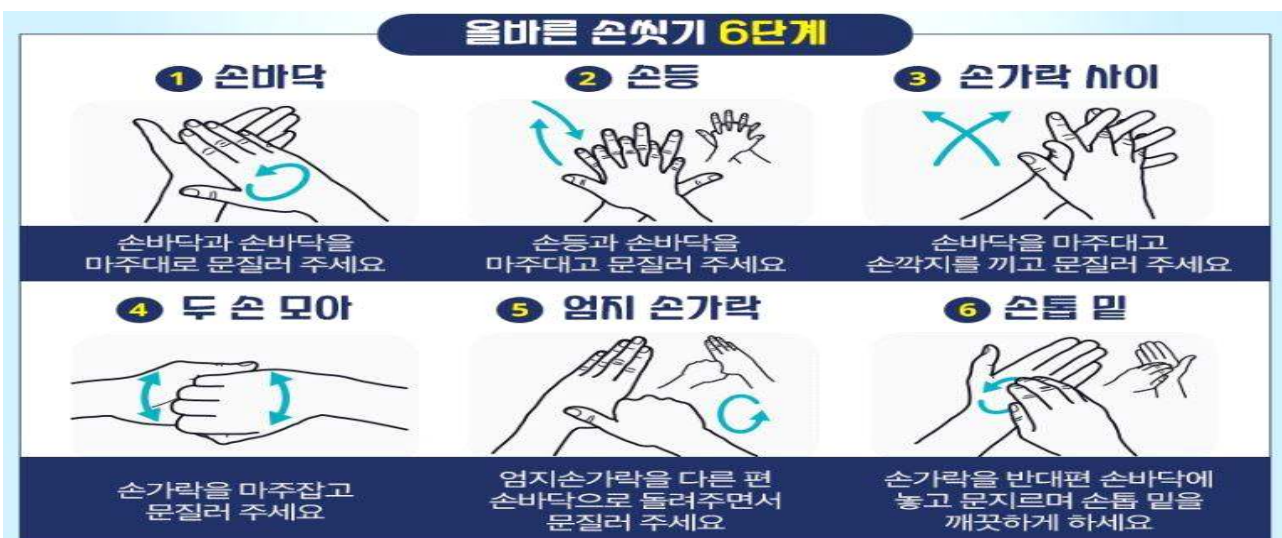 올바른 손씻기 6단계
1 손바닥
손바닥과 손바닥을
마주대로 문질러 주세요
2 손등
손등과 손바닥을
마주대고 문질러 주세요
3 손가락 사이
손바닥을 마주대고
손깍지를 끼고 문질러 주세요
4 두 손 모아
손가락을 마주잡고
문질러 주세요
5 엄지 손가락
엄지손가락을 다른 편
손바닥으로 돌려주면서
문질러 주세요
6 손톱 밑
손가락을 반대편 손바닥에
놓고 문지르며 손톱 밑을
깨끗하게 하세요